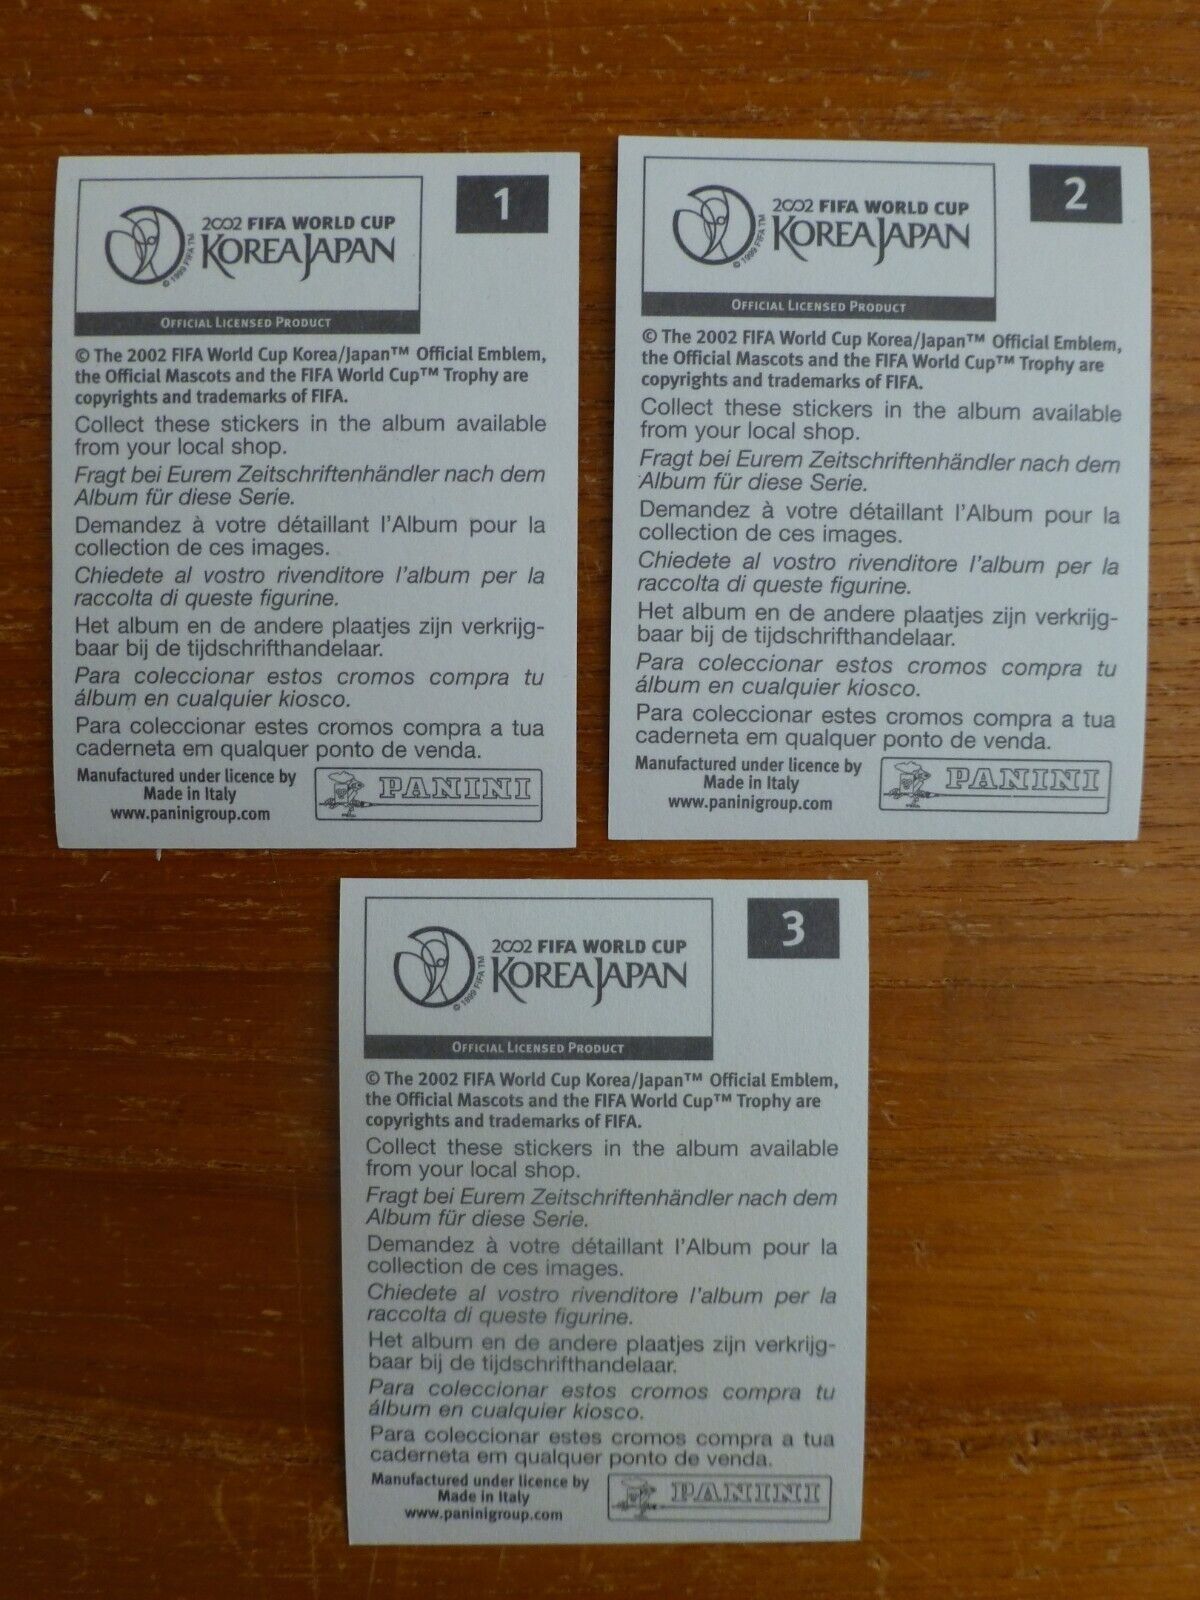 1
2002 FIFA WORLD CUP
KOREA JAPAN
© 1999 FIFA TM
OFFICIAL LICENSED PRODUCT
© The 2002 FIFA World Cup Korea/Japan™ Official Emblem,
the Official Mascots and the FIFA World Cup™ Trophy are
copyrights and trademarks of FIFA.
Collect these stickers in the album available
from your local shop.
Fragt bei Eurem Zeitschriftenhändler nach dem
Album für diese Serie.
Demandez à votre détaillant l'Album pour la
collection de ces images.
Chiedete al vostro rivenditore l'album per la
raccolta di queste figurine.
Het album en de andere plaatjes zijn verkrijg-
baar bij de tijdschrifthandelaar.
Para coleccionar estos cromos compra tu
álbum en cualquier kiosco.
Para coleccionar estes cromos compra a tua
caderneta em qualquer ponto de venda.
Manufactured under licence by
Made in Italy
www.paninigroup.com
PANINI
2
2002 FIFA WORLD CUP
KOREA JAPAN
© 1999 FIFA TM
OFFICIAL LICENSED PRODUCT
© The 2002 FIFA World Cup Korea/Japan™ Official Emblem,
the Official Mascots and the FIFA World Cup™ Trophy are
copyrights and trademarks of FIFA.
Collect these stickers in the album available
from your local shop.
Fragt bei Eurem Zeitschriftenhändler nach dem
Album für diese Serie.
Demandez à votre détaillant l'Album pour la
collection de ces images.
Chiedete al vostro rivenditore l'album per la
raccolta di queste figurine.
Het album en de andere plaatjes zijn verkrijg-
baar bij de tijdschrifthandelaar.
Para coleccionar estos cromos compra tu
álbum en cualquier kiosco.
Para coleccionar estes cromos compra a tua
caderneta em qualquer ponto de venda.
Manufactured under licence by
Made in Italy
www.paninigroup.com
PANINI
3
2002 FIFA WORLD CUP
KOREA JAPAN
© 1999 FIFA TM
OFFICIAL LICENSED PRODUCT
© The 2002 FIFA World Cup Korea/Japan™ Official Emblem,
the Official Mascots and the FIFA World Cup™ Trophy are
copyrights and trademarks of FIFA.
Collect these stickers in the album available
from your local shop.
Fragt bei Eurem Zeitschriftenhändler nach dem
Album für diese Serie.
Demandez à votre détaillant l'Album pour la
collection de ces images.
Chiedete al vostro rivenditore l'album per la
raccolta di queste figurine.
Het album en de andere plaatjes zijn verkrijg-
baar bij de tijdschrifthandelaar.
Para coleccionar estos cromos compra tu
álbum en cualquier kiosco.
Para coleccionar estes cromos compra a tua
caderneta em qualquer ponto de venda.
Manufactured under licence by
Made in Italy
www.paninigroup.com
PANINI